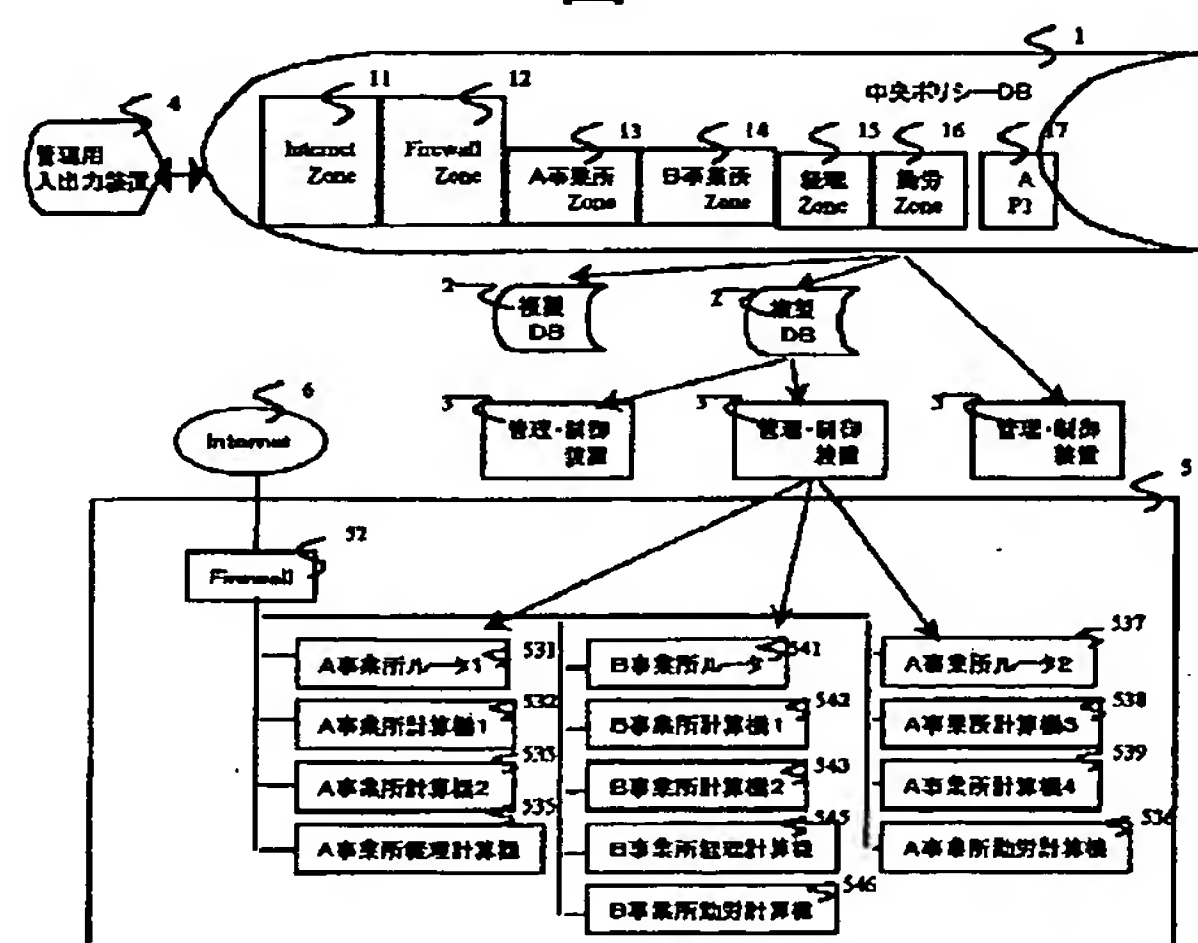 1
11
12
中央ポリシーDB
4
13
14
15
16
17
管理用
入出力装置
Internet
Zone
Firewall
Zone
A事業所
Zone
B事業所
Zone
経理
Zone
勤労
Zone
A
P1
2
複製
DB
2
複製
DB
6
3
管理・制御
装置
3
管理・制御
装置
3
管理・制御
装置
Internet
5
52
Firewall
A事業所ルータ1
531
B事業所ルータ
541
A事業所ルータ2
537
A事業所計算機1
532
B事業所計算機1
542
A事業所計算機3
538
A事業所計算機2
533
B事業所計算機2
543
A事業所計算機4
539
A事業所経理計算機
535
B事業所経理計算機
545
A事業所勤労計算機
536
B事業所勤労計算機
546